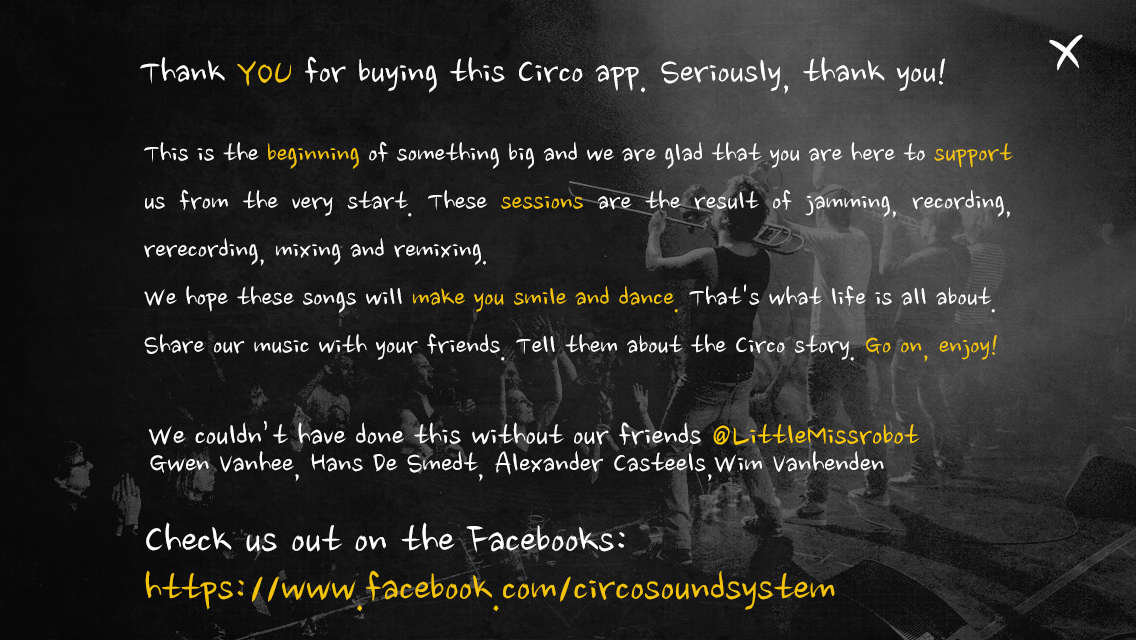 Thank YOU for buying this Circo app. Seriously, thank you!
This is the beginning of something big and we are glad that you are here to support
us from the very start. These sessions are the result of jamming, recording,
rerecording, mixing and remixing.
We hope these songs will make you smile and dance. That's what life is all about.
Share our music with your friends. Tell them about the Circo story. Go on, enjoy!
We couldn't have done this without our friends @LittleMissrobot
Gwen Vanhee, Hans De Smedt, Alexander Casteels,Wim Vanhenden
Check us out on the Facebooks:
https://www.facebook.com/circosoundsystem